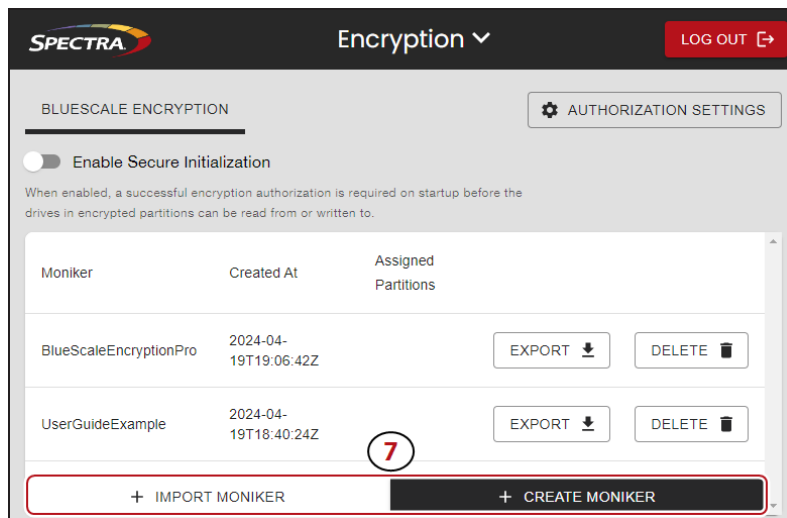 SPECTRA
Encryption
LOG OUT
BLUESCALE ENCRYPTION
AUTHORIZATION SETTINGS
Enable Secure Initialization
When enabled, a successful encryption authorization is required on startup before the
drives in encrypted partitions can be read from or written to.
Moniker Created At Assigned
Partitions
BlueScaleEncryptionPro 2024-04-
19T19:06:42Z EXPORT DELETE
UserGuideExample 2024-04-
19T18:40:24Z EXPORT DELETE
7
+ IMPORT MONIKER + CREATE MONIKER